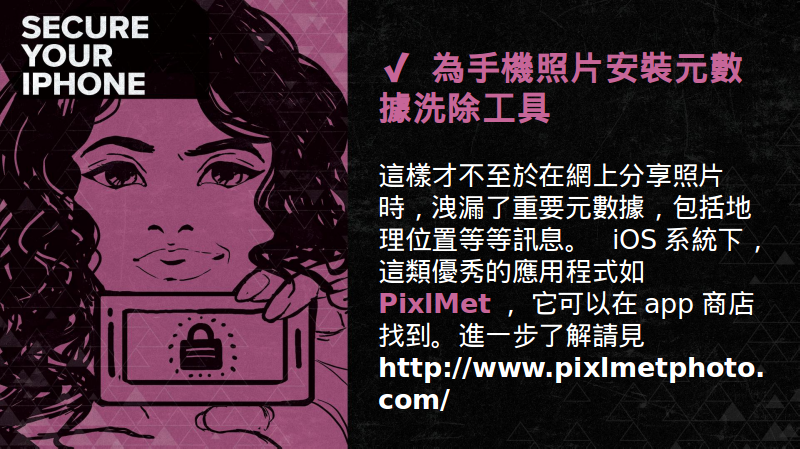 SECURE
YOUR
IPHONE
✓ 為手機照片安裝元數
據洗除工具
這樣才不至於在網上分享照片
時，洩漏了重要元數據，包括地
理位置等等訊息。 iOS 系統下，
這類優秀的應用程式如
PixlMet ，它可以在 app 商店
找到。進一步了解請見
http://www.pixlmetphoto.
com/